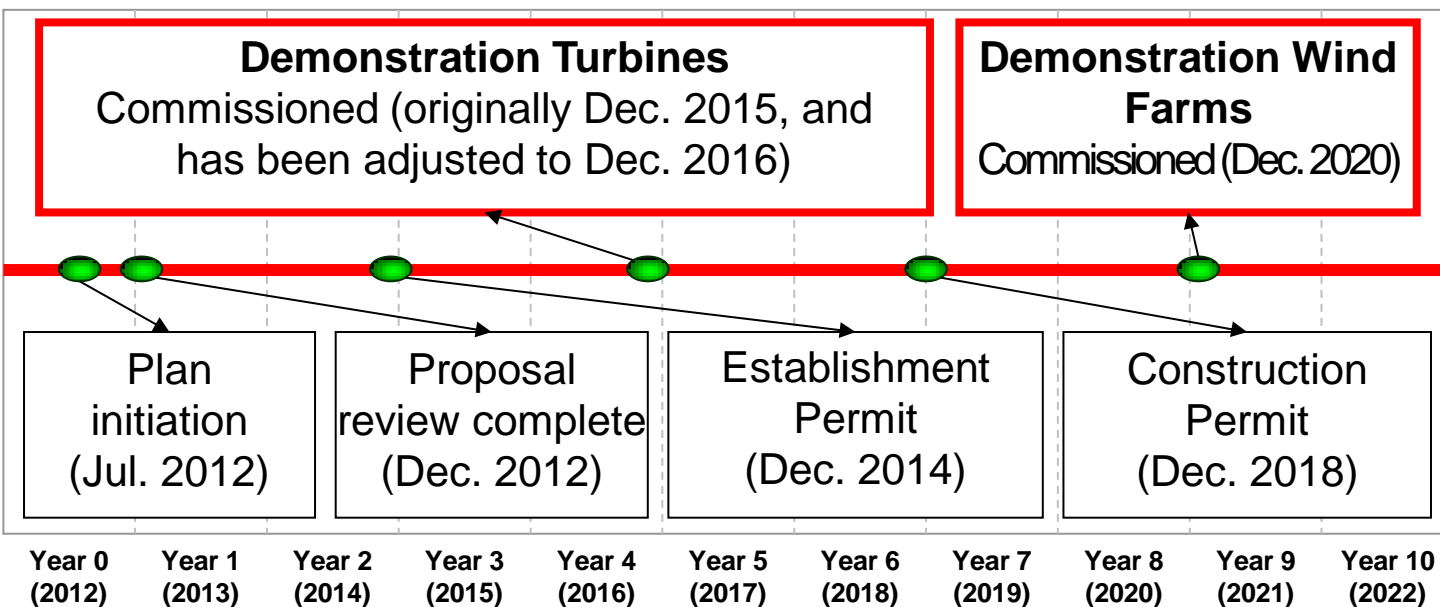 Demonstration Turbines
Commissioned (originally Dec. 2015, and
has been adjusted to Dec. 2016)
Demonstration Wind
Farms
Commissioned (Dec. 2020)
Plan
initiation
(Jul. 2012)
Proposal
review complete
(Dec. 2012)
Establishment
Permit
(Dec. 2014)
Construction
Permit
(Dec. 2018)
Year 0
(2012)
Year 1
(2013)
Year 2
(2014)
Year 3
(2015)
Year 4
(2016)
Year 5
(2017)
Year 6
(2018)
Year 7
(2019)
Year 8
(2020)
Year 9
(2021)
Year 10
(2022)